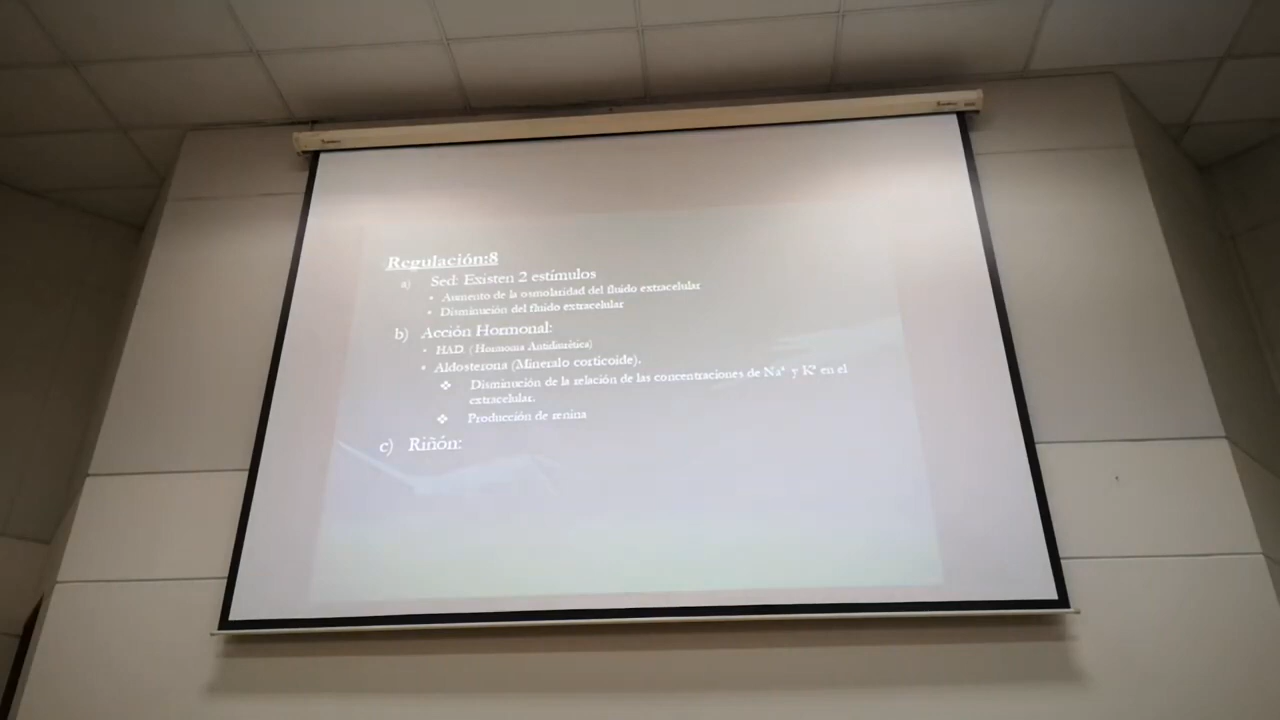 Regulación:8
a) Sed: Existen 2 estímulos
• Aumento de la osmolaridad del fluido extracelular
• Disminución del fluido extracelular
b) Acción Hormonal:
• HAD (Hormona Antidiurética)
• Aldosterona (Mineralo corticoide).
❖ Disminución de la relación de las concentraciones de Na⁺ y K⁺ en el
extracelular.
❖ Producción de renina
c) Riñón: